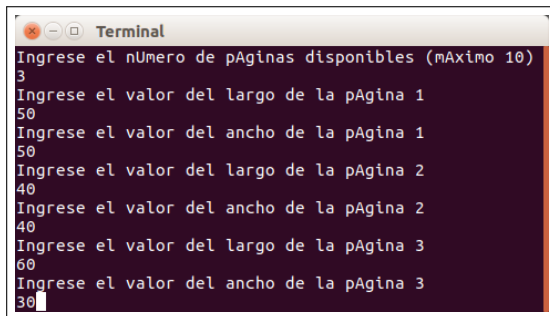 Terminal
Ingrese el nUmero de pAginas disponibles (mAximo 10)
3
Ingrese el valor del largo de la pAgina 1
50
Ingrese el valor del ancho de la pAgina 1
50
Ingrese el valor del largo de la pAgina 2
40
Ingrese el valor del ancho de la pAgina 2
40
Ingrese el valor del largo de la pAgina 3
60
Ingrese el valor del ancho de la pAgina 3
30